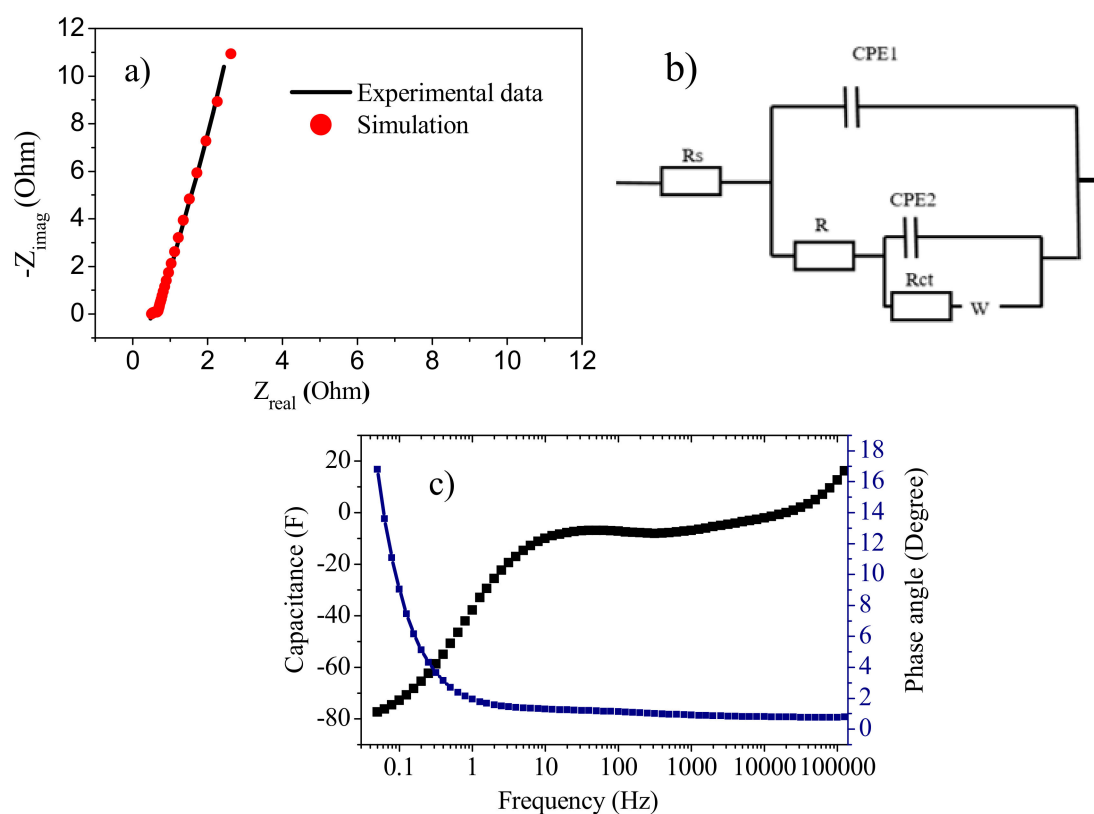 a)
12
10
8
6
4
2
0
-Z_imag (Ohm)
Experimental data
Simulation
0 2 4 6 8 10 12
Z_real (Ohm)
b)
CPE1
Rs
CPE2
R
Rct
W
c)
20
0
-20
-40
-60
-80
Capacitance (F)
18
16
14
12
10
8
6
4
2
0
Phase angle (Degree)
0.1 1 10 100 1000 10000 100000
Frequency (Hz)